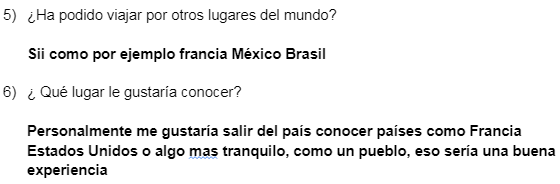 5) ¿Ha podido viajar por otros lugares del mundo?
Sii como por ejemplo francia México Brasil
6) ¿ Qué lugar le gustaría conocer?
Personalmente me gustaría salir del país conocer países como Francia
Estados Unidos o algo mas tranquilo, como un pueblo, eso sería una buena
experiencia